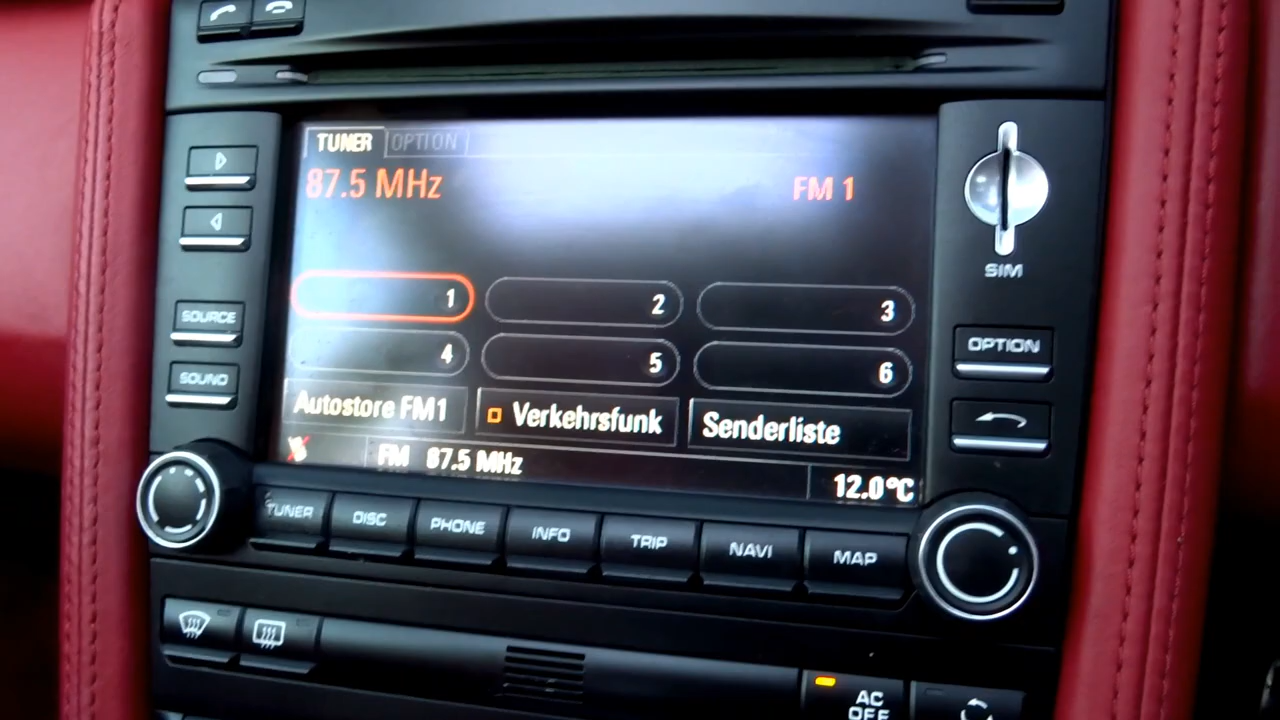 TUNER OPTION
87.5 MHz FM 1
SIM
SOURCE
SOUND
1 2 3
4 5 6
OPTION
Autostore FM1 Verkehrsfunk Senderliste
FM 87.5 MHz 12.0°C
TUNER DISC PHONE INFO TRIP NAVI MAP
AC
OFF